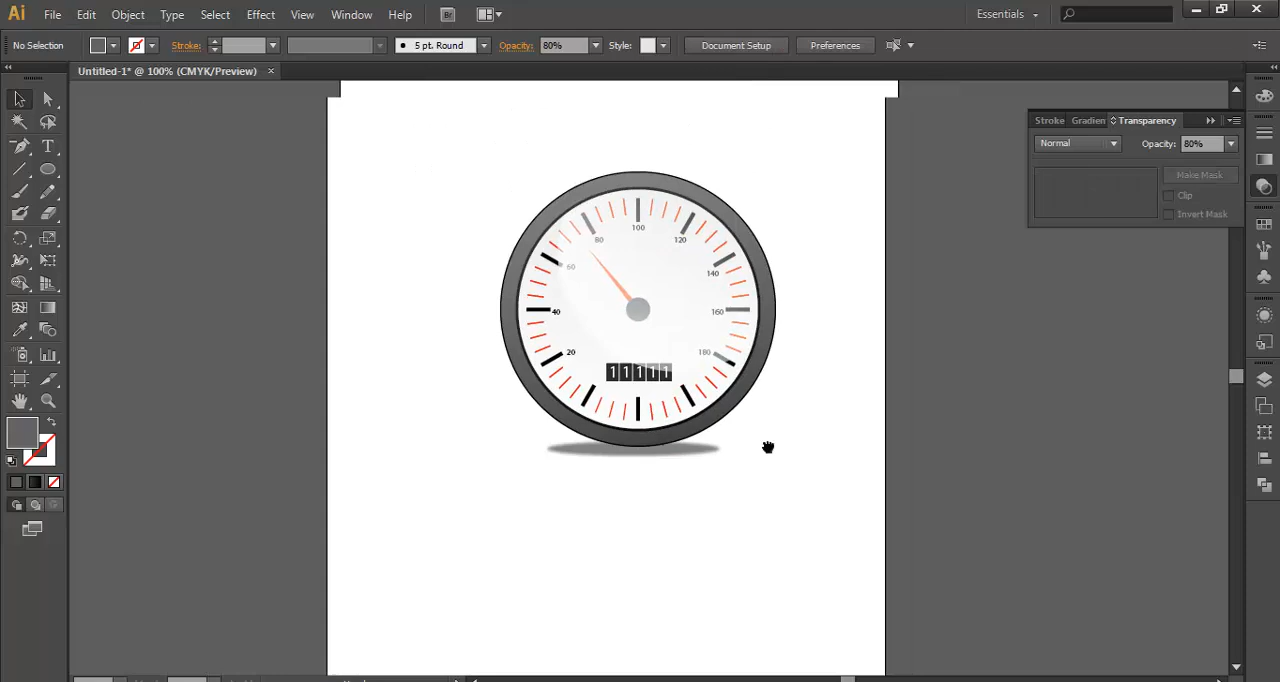 Ai File Edit Object Type Select Effect View Window Help Br Essentials
No Selection Stroke: 5 pt. Round Opacity: 80% Style: Document Setup Preferences
Untitled-1* @ 100% (CMYK/Preview)
Stroke Gradien Transparency
Normal Opacity: 80%
Make Mask
Clip
Invert Mask
100
80 120
60 140
40 160
20 180
11111